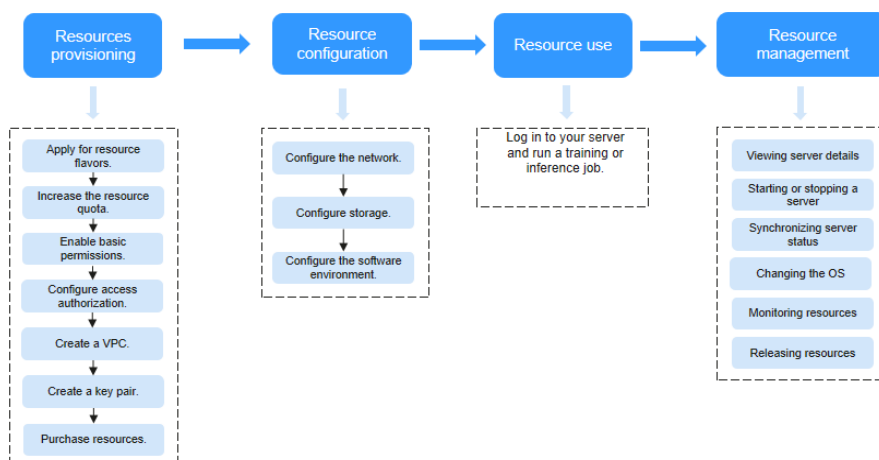 Resources
provisioning
Resource
configuration
Resource use
Resource
management
Apply for resource
flavors.
Increase the resource
quota.
Enable basic
permissions.
Configure access
authorization.
Create a VPC.
Create a key pair.
Purchase resources.
Configure the network.
Configure storage.
Configure the software
environment.
Log in to your server
and run a training or
inference job.
Viewing server details
Starting or stopping a
server
Synchronizing server
status
Changing the OS
Monitoring resources
Releasing resources